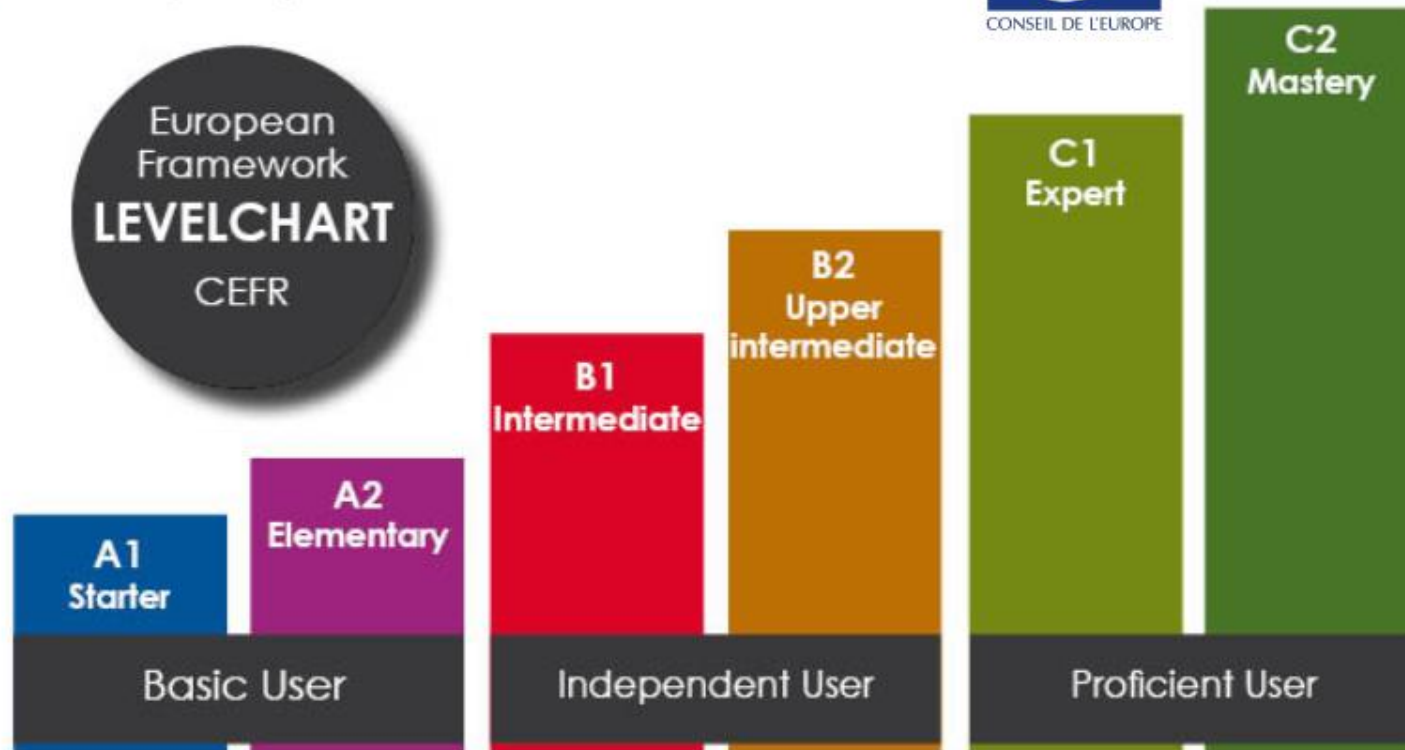 CONSEIL DE L'EUROPE
European
Framework
LEVELCHART
CEFR
A1
Starter
A2
Elementary
B1
Intermediate
B2
Upper
intermediate
C1
Expert
C2
Mastery
Basic User
Independent User
Proficient User